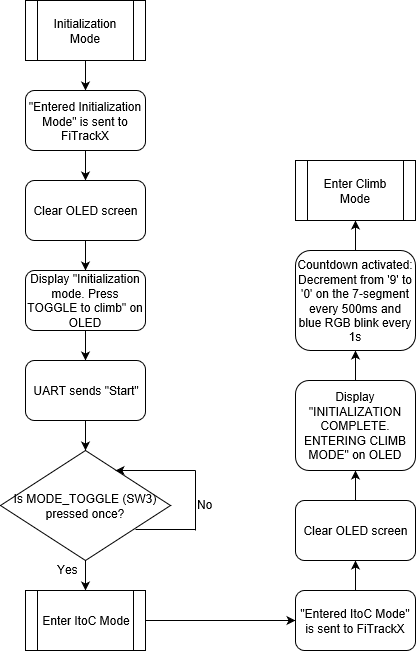 Initialization
Mode
"Entered Initialization
Mode" is sent to
FiTrackX
Clear OLED screen
Display "Initialization
mode. Press
TOGGLE to climb" on
OLED
UART sends "Start"
Is MODE_TOGGLE (SW3)
pressed once?
No
Yes
Enter ItoC Mode
"Entered ItoC Mode"
is sent to FiTrackX
Clear OLED screen
Display
"INITIALIZATION
COMPLETE.
ENTERING CLIMB
MODE" on OLED
Countdown activated:
Decrement from '9' to
'0' on the 7-segment
every 500ms and
blue RGB blink every
1s
Enter Climb
Mode